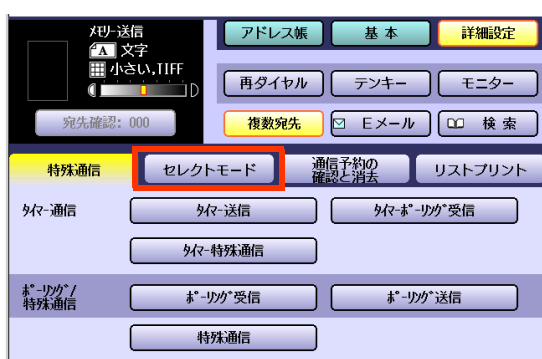 ﾒﾓﾘｰ送信
A 文字
小さい,TIFF
D
宛先確認: 000
アドレス帳
基 本
詳細設定
再ダイヤル
テンキー
モニター
複数宛先
Eメール
検 索
特殊通信
セレクトモード
通信予約の
確認と消去
リストプリント
ﾀｲﾏｰ通信
ﾀｲﾏｰ送信
ﾀｲﾏｰﾎﾟｰﾘﾝｸﾞ受信
ﾀｲﾏｰ特殊通信
ﾎﾟｰﾘﾝｸﾞ/
特殊通信
ﾎﾟｰﾘﾝｸﾞ受信
ﾎﾟｰﾘﾝｸﾞ送信
特殊通信